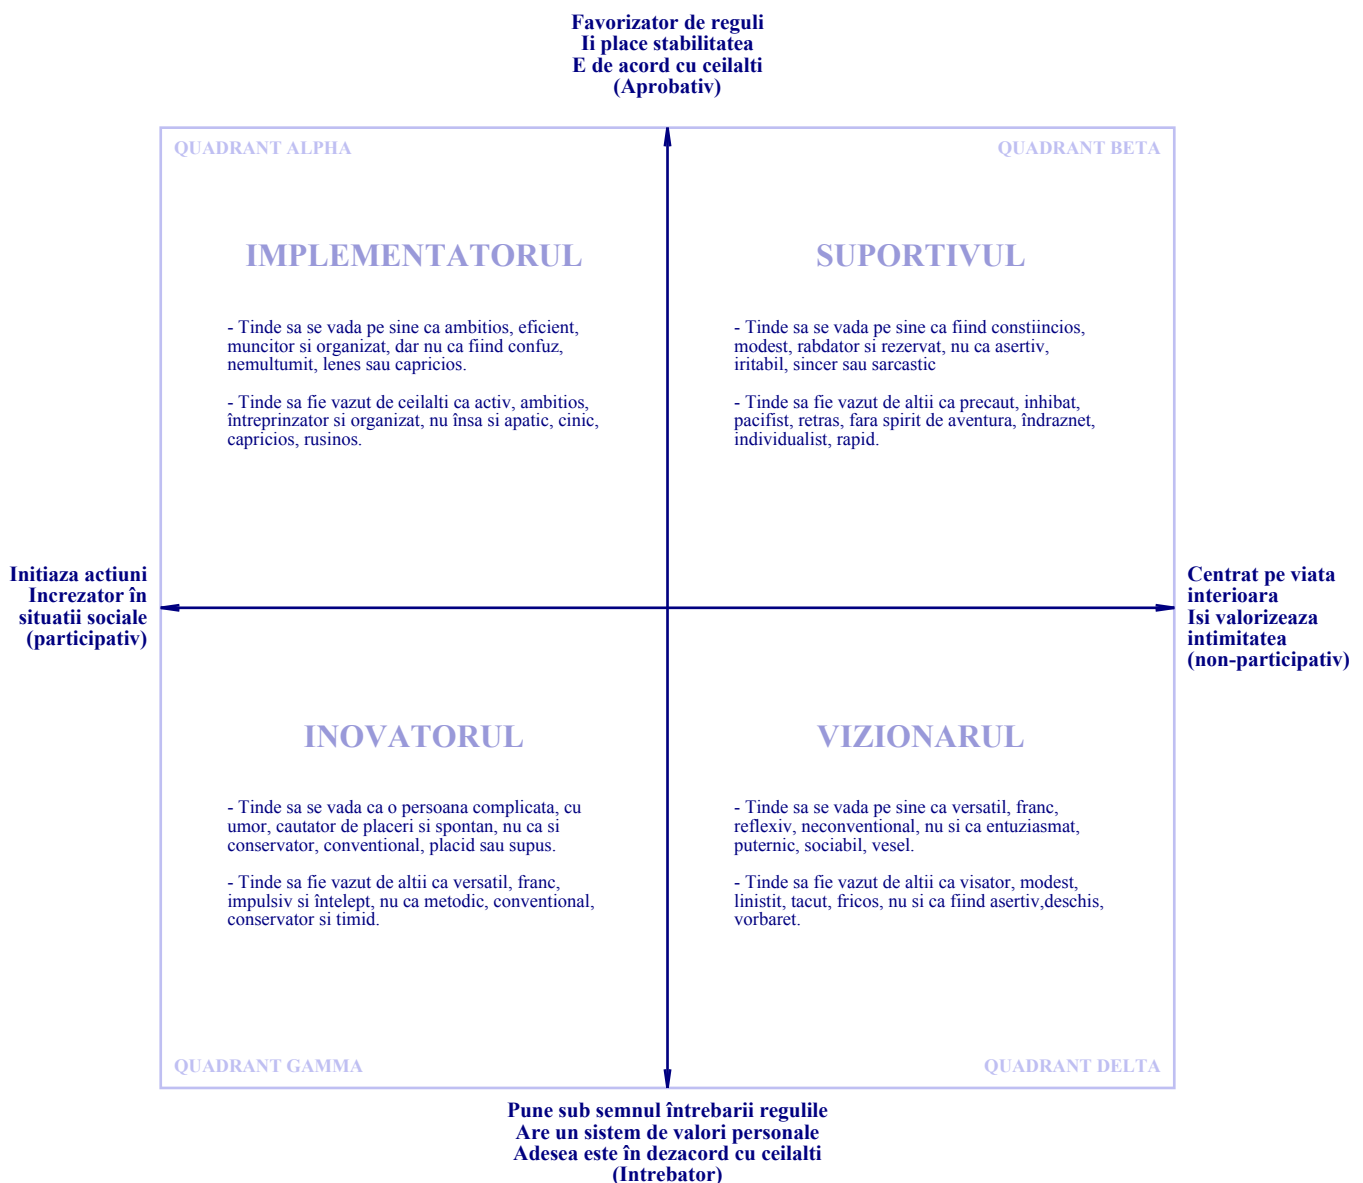 Favorizator de reguli
Ii place stabilitatea
E de acord cu ceilalti
(Aprobativ)
QUADRANT ALPHA
QUADRANT BETA
IMPLEMENTATORUL
- Tinde sa se vada pe sine ca ambitios, eficient,
muncitor si organizat, dar nu ca fiind confuz,
nemultumit, lenes sau capricios.
- Tinde sa fie vazut de ceilalti ca activ, ambitios,
întreprinzator si organizat, nu însa si apatic, cinic,
capricios, rusinos.
SUPORTIVUL
- Tinde sa se vada pe sine ca fiind constiincios,
modest, rabdator si rezervat, nu ca asertiv,
iritabil, sincer sau sarcastic
- Tinde sa fie vazut de altii ca precaut, inhibat,
pacifist, retras, fara spirit de aventura, îndraznet,
individualist, rapid.
Initiaza actiuni
Increzator în
situatii sociale
(participativ)
Centrat pe viata
interioara
Isi valorizeaza
intimitatea
(non-participativ)
INOVATORUL
- Tinde sa se vada ca o persoana complicata, cu
umor, cautator de placeri si spontan, nu ca si
conservator, conventional, placid sau supus.
- Tinde sa fie vazut de altii ca versatil, franc,
impulsiv si întelept, nu ca metodic, conventional,
conservator si timid.
VIZIONARUL
- Tinde sa se vada pe sine ca versatil, franc,
reflexiv, neconventional, nu si ca entuziasmat,
puternic, sociabil, vesel.
- Tinde sa fie vazut de altii ca visator, modest,
linistit, tacut, fricos, nu si ca fiind asertiv,deschis,
vorbaret.
QUADRANT GAMMA
QUADRANT DELTA
Pune sub semnul întrebarii regulile
Are un sistem de valori personale
Adesea este în dezacord cu ceilalti
(Intrebator)